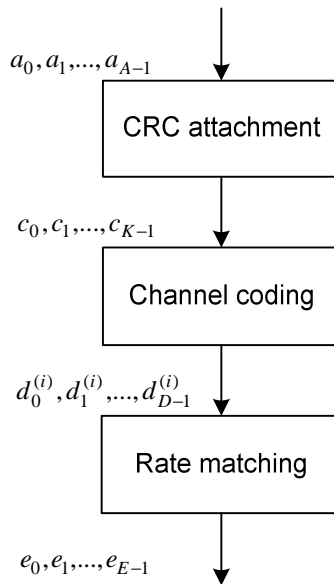 a_0, a_1,..., a_{A-1}
CRC attachment
c_0, c_1,..., c_{K-1}
Channel coding
d_0^{(i)}, d_1^{(i)},..., d_{D-1}^{(i)}
Rate matching
e_0, e_1,..., e_{E-1}